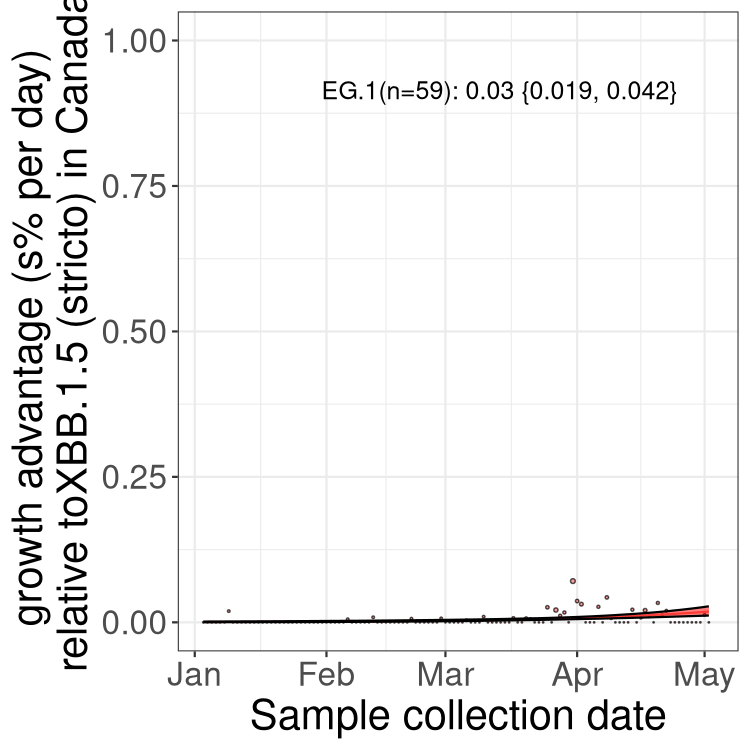 growth advantage (s% per day)
relative toXBB.1.5 (stricto) in Canada
1.00
0.75
0.50
0.25
0.00
EG.1(n=59): 0.03 {0.019, 0.042}
Jan Feb Mar Apr May
Sample collection date